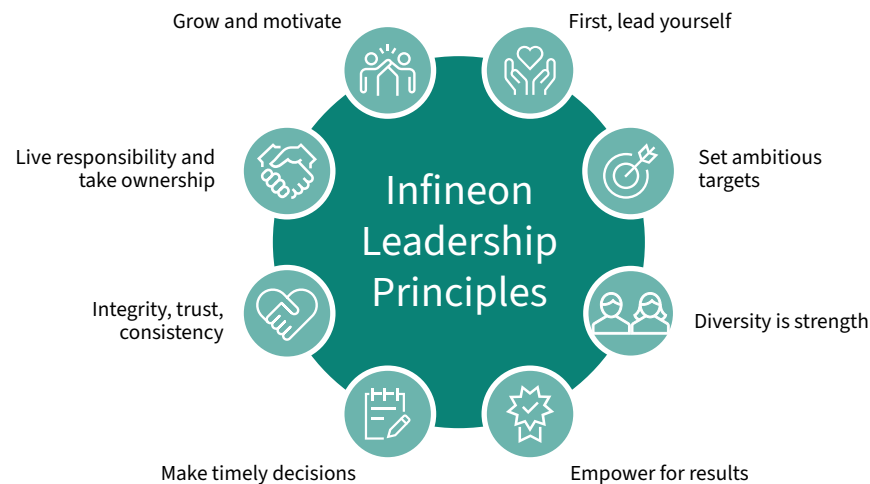 Grow and motivate
First, lead yourself
Live responsibility and
take ownership
Set ambitious
targets
Infineon
Leadership
Principles
Integrity, trust,
consistency
Diversity is strength
Make timely decisions
Empower for results